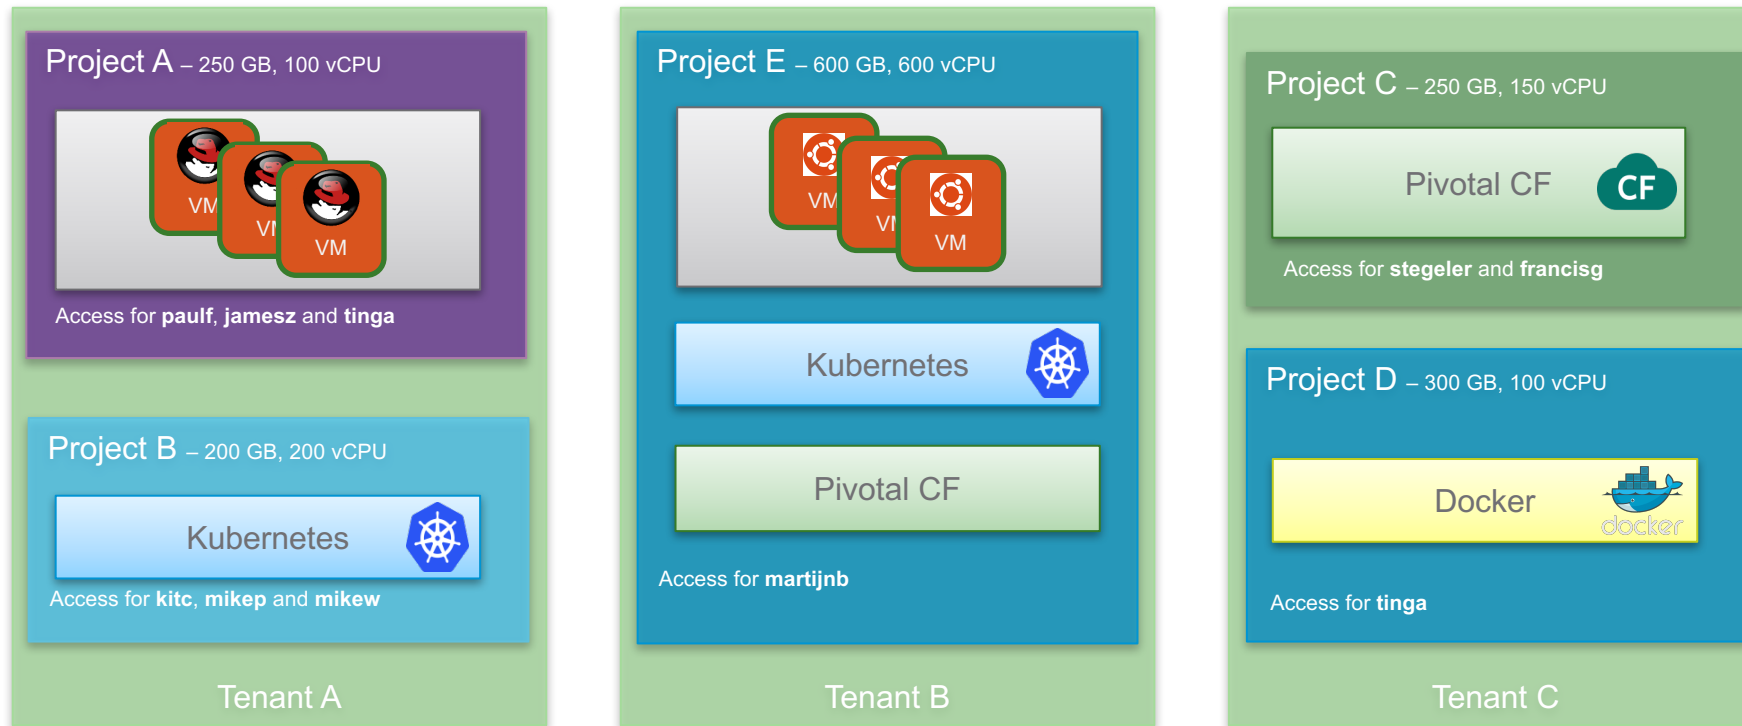 Project A – 250 GB, 100 vCPU
VM
VM
VM
Access for paulf, jamesz and tinga
Project B – 200 GB, 200 vCPU
Kubernetes
Access for kitc, mikep and mikew
Tenant A
Project E – 600 GB, 600 vCPU
VM
VM
VM
Kubernetes
Pivotal CF
Access for martijnb
Tenant B
Project C – 250 GB, 150 vCPU
Pivotal CF
CF
Access for stegeler and francisg
Project D – 300 GB, 100 vCPU
Docker
docker
Access for tinga
Tenant C